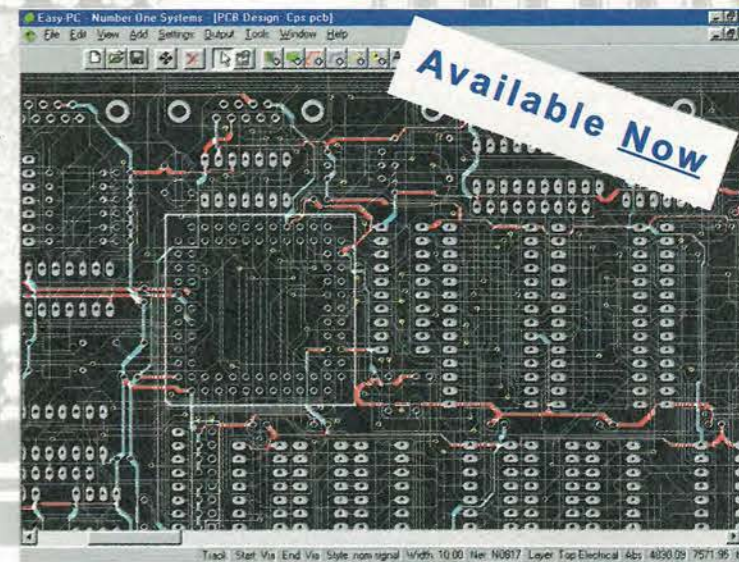 Easy-PC - Number One Systems - [PCB Design: Cps.pcb]
File Edit View Add Settings Output Tools Window Help
Available Now
Track Start Via End Via Style nom signal Width 10.00 Net N0817 Layer Top Electrical Abs 4890.09 7571.95